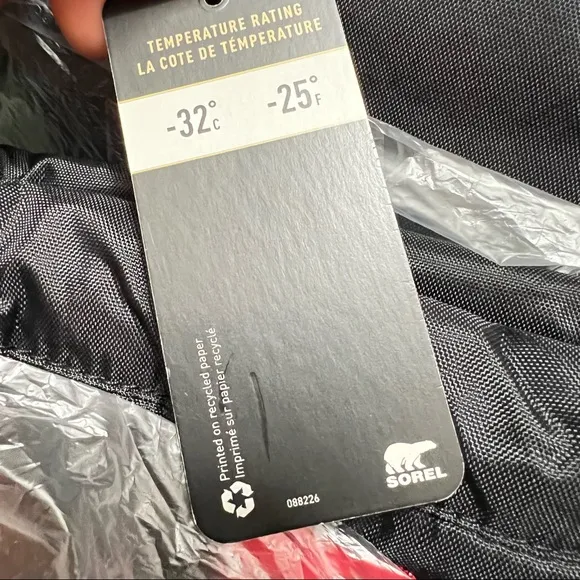 TEMPERATURE RATING
LA COTE DE TÉMPERATURE
-32°C -25°F
Printed on recycled paper
Imprimé sur papier recyclé
088226
SOREL